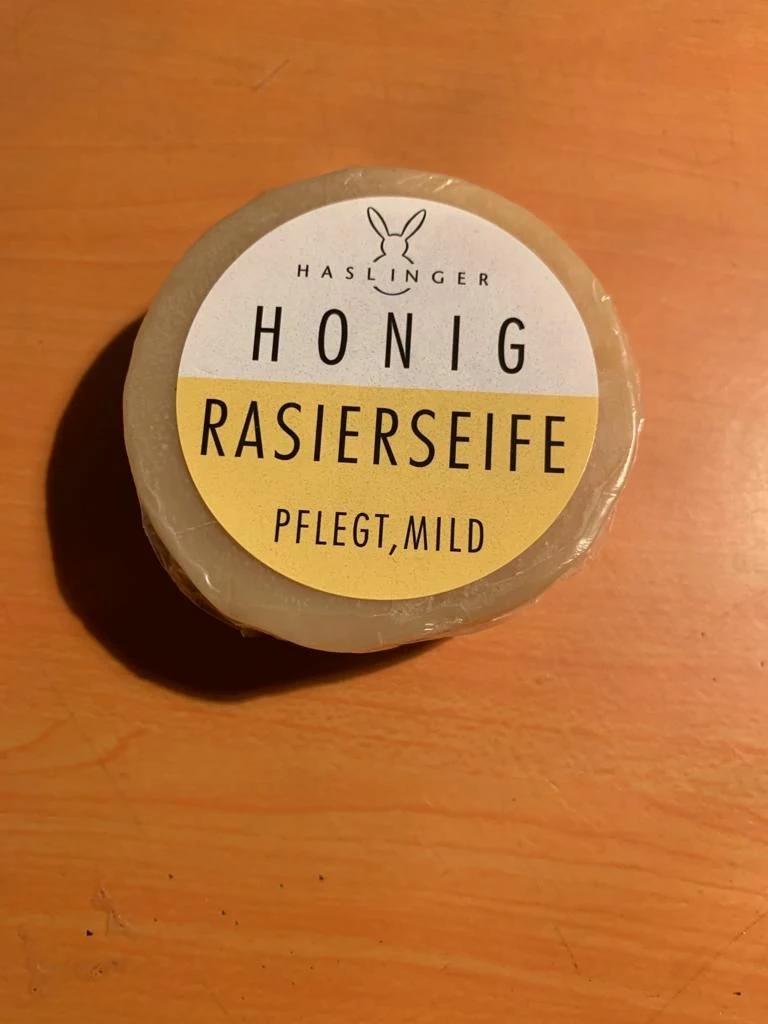 HASLINGER
HONIG
RASIERSEIFE
PFLEGT,MILD